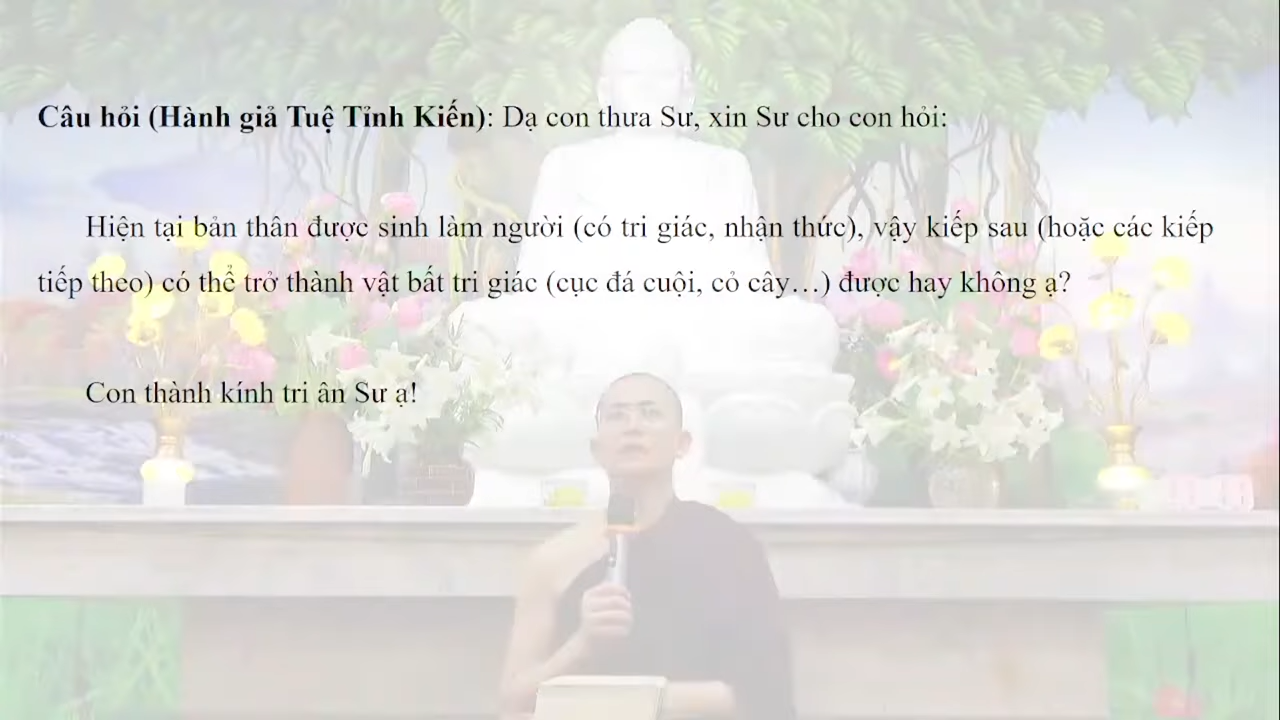 Câu hỏi (Hành giả Tuệ Tỉnh Kiến): Dạ con thưa Sư, xin Sư cho con hỏi:
Hiện tại bản thân được sinh làm người (có tri giác, nhận thức), vậy kiếp sau (hoặc các kiếp
tiếp theo) có thể trở thành vật bất tri giác (cục đá cuội, cỏ cây…) được hay không ạ?
Con thành kính tri ân Sư ạ!